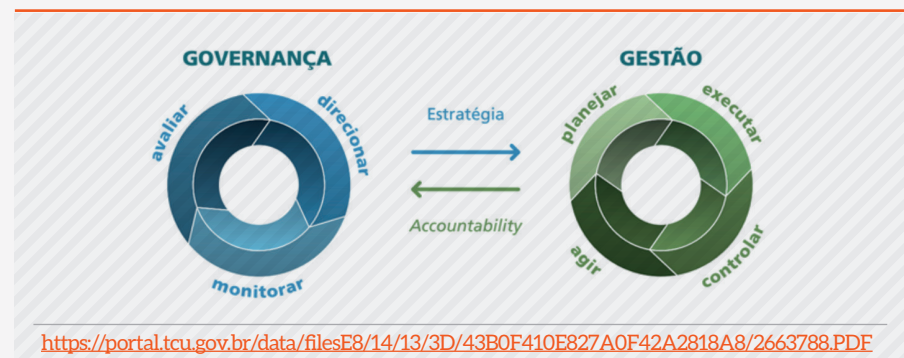 GOVERNANÇA
avaliar
direcionar
monitorar
Estratégia
Accountability
GESTÃO
planejar
executar
agir
controlar
https://portal.tcu.gov.br/data/filesE8/14/13/3D/43B0F410E827A0F42A2818A8/2663788.PDF